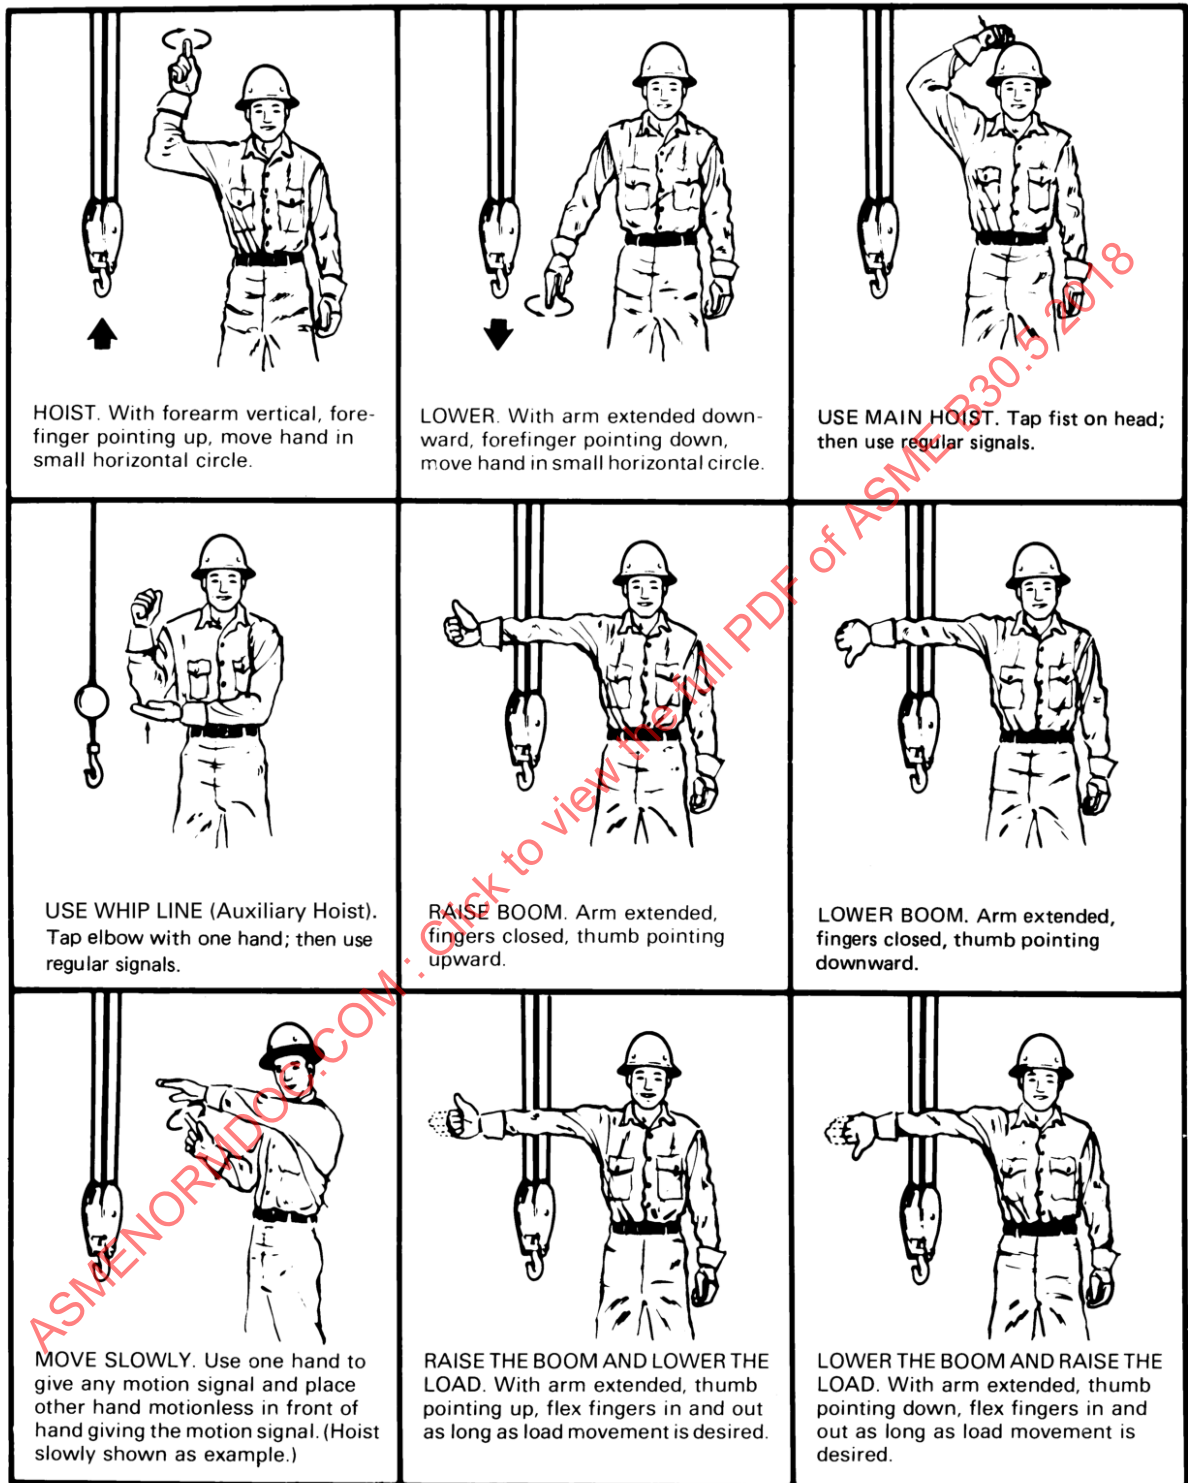 HOIST. With forearm vertical, fore-
finger pointing up, move hand in
small horizontal circle.
LOWER. With arm extended down-
ward, forefinger pointing down,
move hand in small horizontal circle.
USE MAIN HOIST. Tap fist on head;
then use regular signals.
USE WHIP LINE (Auxiliary Hoist).
Tap elbow with one hand; then use
regular signals.
RAISE BOOM. Arm extended,
fingers closed, thumb pointing
upward.
LOWER BOOM. Arm extended,
fingers closed, thumb pointing
downward.
MOVE SLOWLY. Use one hand to
give any motion signal and place
other hand motionless in front of
hand giving the motion signal. (Hoist
slowly shown as example.)
RAISE THE BOOM AND LOWER THE
LOAD. With arm extended, thumb
pointing up, flex fingers in and out
as long as load movement is desired.
LOWER THE BOOM AND RAISE THE
LOAD. With arm extended, thumb
pointing down, flex fingers in and
out as long as load movement is
desired.
ASMENORMDOC.COM : Click to view the full PDF of ASME B30.5 2018